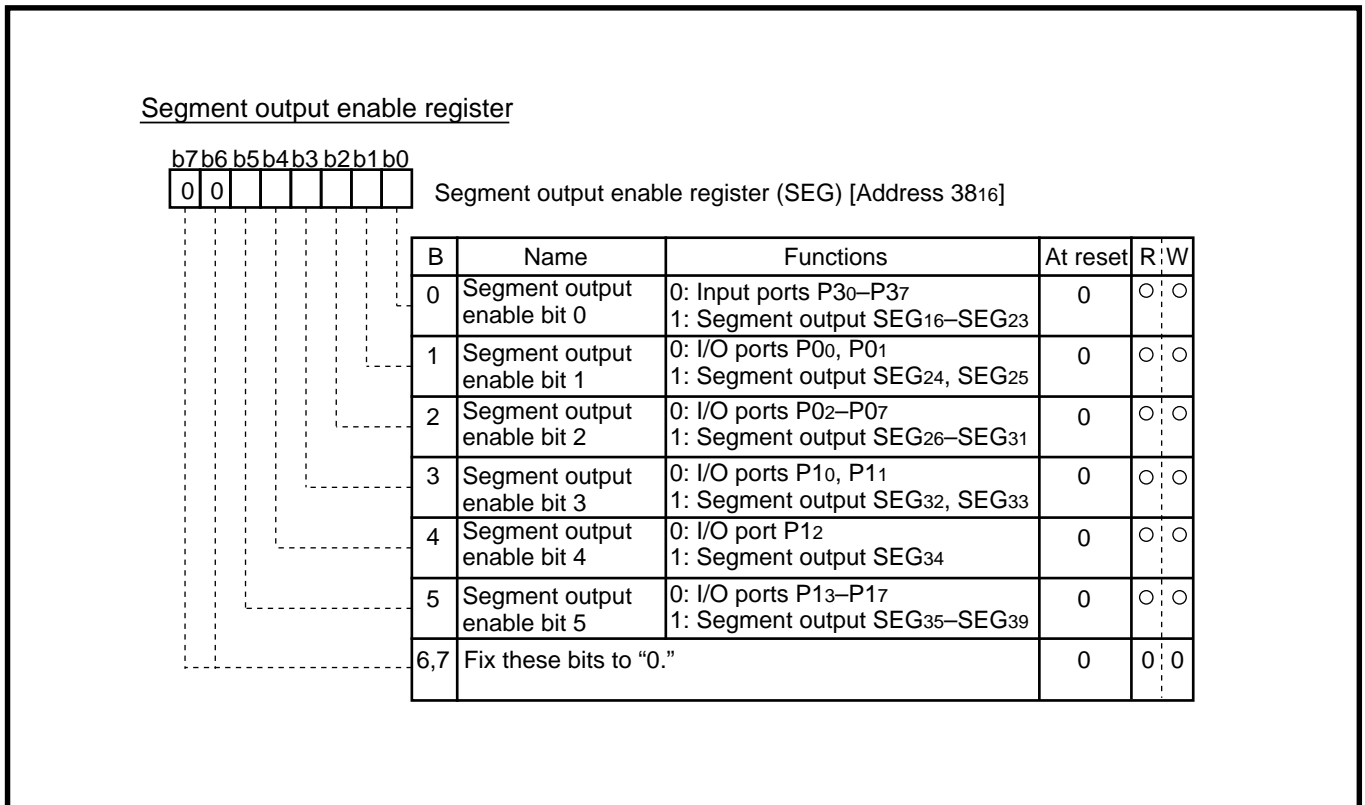 Segment output enable register
b7 b6 b5 b4 b3 b2 b1 b0
0 0
Segment output enable register (SEG) [Address 3816]
B Name Functions At reset R W
0 Segment output enable bit 0 0: Input ports P30–P37 0 ○ ○
1: Segment output SEG16–SEG23
1 Segment output enable bit 1 0: I/O ports P00, P01 0 ○ ○
1: Segment output SEG24, SEG25
2 Segment output enable bit 2 0: I/O ports P02–P07 0 ○ ○
1: Segment output SEG26–SEG31
3 Segment output enable bit 3 0: I/O ports P10, P11 0 ○ ○
1: Segment output SEG32, SEG33
4 Segment output enable bit 4 0: I/O port P12 0 ○ ○
1: Segment output SEG34
5 Segment output enable bit 5 0: I/O ports P13–P17 0 ○ ○
1: Segment output SEG35–SEG39
6,7 Fix these bits to “0.” 0 0 0